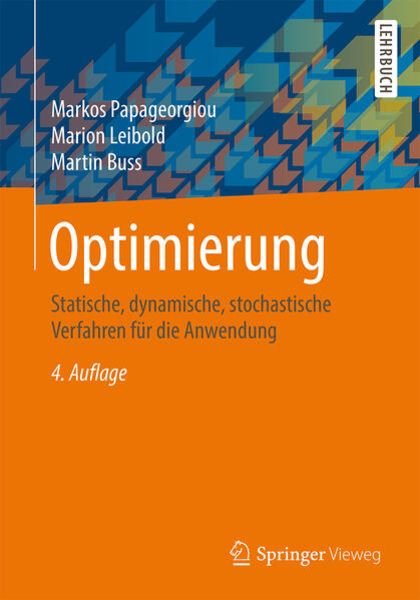 LEHRBUCH
Markos Papageorgiou
Marion Leibold
Martin Buss
Optimierung
Statische, dynamische, stochastische
Verfahren für die Anwendung
4. Auflage
Springer Vieweg